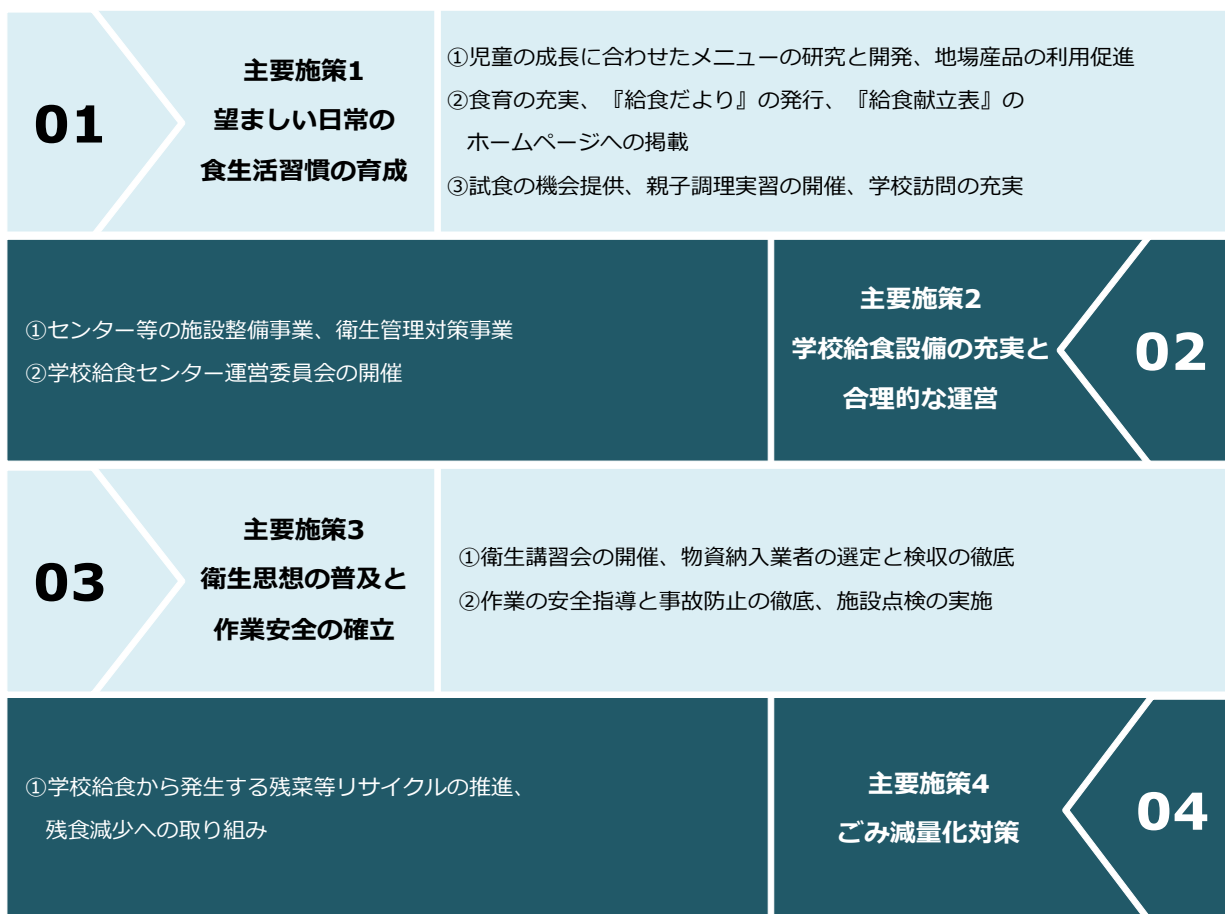 01
主要施策1
望ましい日常の
食生活習慣の育成
①児童の成長に合わせたメニューの研究と開発、地場産品の利用促進
②食育の充実、『給食だより』の発行、『給食献立表』の
ホームページへの掲載
③試食の機会提供、親子調理実習の開催、学校訪問の充実
①センター等の施設整備事業、衛生管理対策事業
②学校給食センター運営委員会の開催
主要施策2
学校給食設備の充実と
合理的な運営
02
03
主要施策3
衛生思想の普及と
作業安全の確立
①衛生講習会の開催、物資納入業者の選定と検収の徹底
②作業の安全指導と事故防止の徹底、施設点検の実施
①学校給食から発生する残菜等リサイクルの推進、
残食減少への取り組み
主要施策4
ごみ減量化対策
04